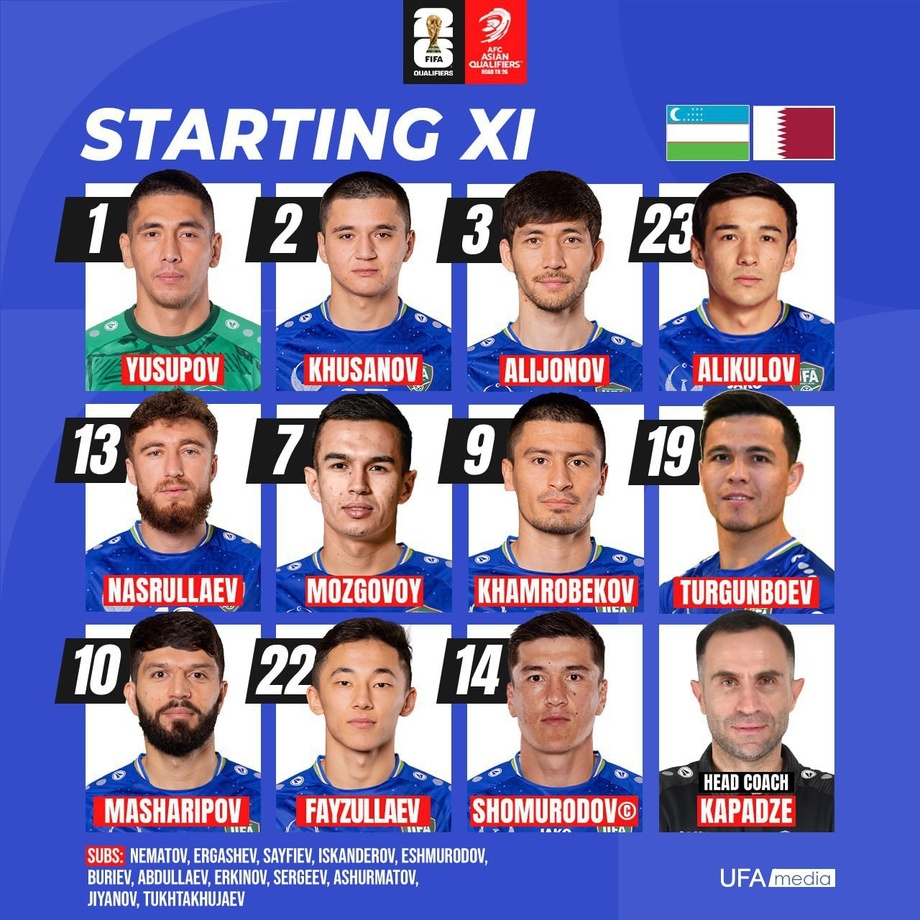 FIFA
QUALIFIERS
AFC
ASIAN
QUALIFIERS
ROAD TO 26
STARTING XI
1
YUSUPOV
2
KHUSANOV
3
ALIJONOV
23
ALIKULOV
13
NASRULLAEV
7
MOZGOVOY
9
KHAMROBEKOV
19
TURGUNBOEV
10
MASHARIPOV
22
FAYZULLAEV
14
SHOMURODOV©
HEAD COACH
KAPADZE
SUBS: NEMATOV, ERGASHEV, SAYFIEV, ISKANDEROV, ESHMURODOV,
BURIEV, ABDULLAEV, ERKINOV, SERGEEV, ASHURMATOV,
JIYANOV, TUKHTAKHUJAEV
UFA media